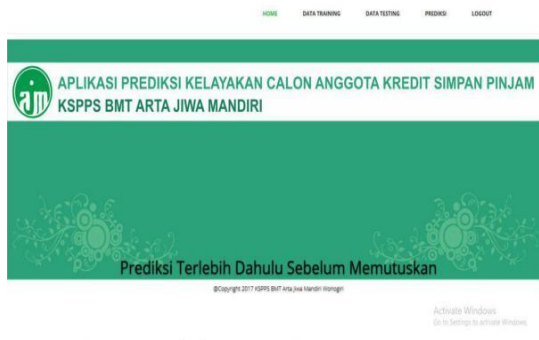 HOME DATA TRAINING DATA TESTING PREDIKSI LOGOUT
ajm
APLIKASI PREDIKSI KELAYAKAN CALON ANGGOTA KREDIT SIMPAN PINJAM
KSPPS BMT ARTA JIWA MANDIRI
Prediksi Terlebih Dahulu Sebelum Memutuskan
@Copyright 2017 KSPPS BMT Arta Jiwa Mandiri Wonogiri
Activate Windows
Go to Settings to activate Windows.